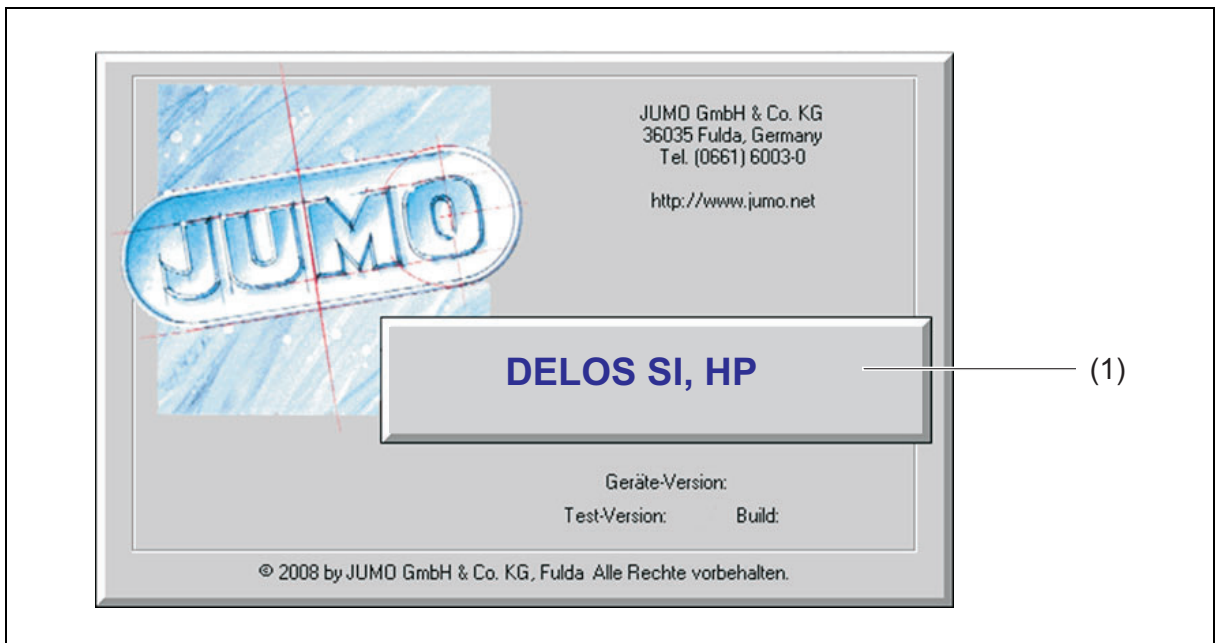 JUMO GmbH & Co. KG
36035 Fulda, Germany
Tel. (0661) 6003-0
http://www.jumo.net
JUMO
DELOS SI, HP
(1)
Geräte-Version:
Test-Version: Build:
© 2008 by JUMO GmbH & Co. KG, Fulda Alle Rechte vorbehalten.